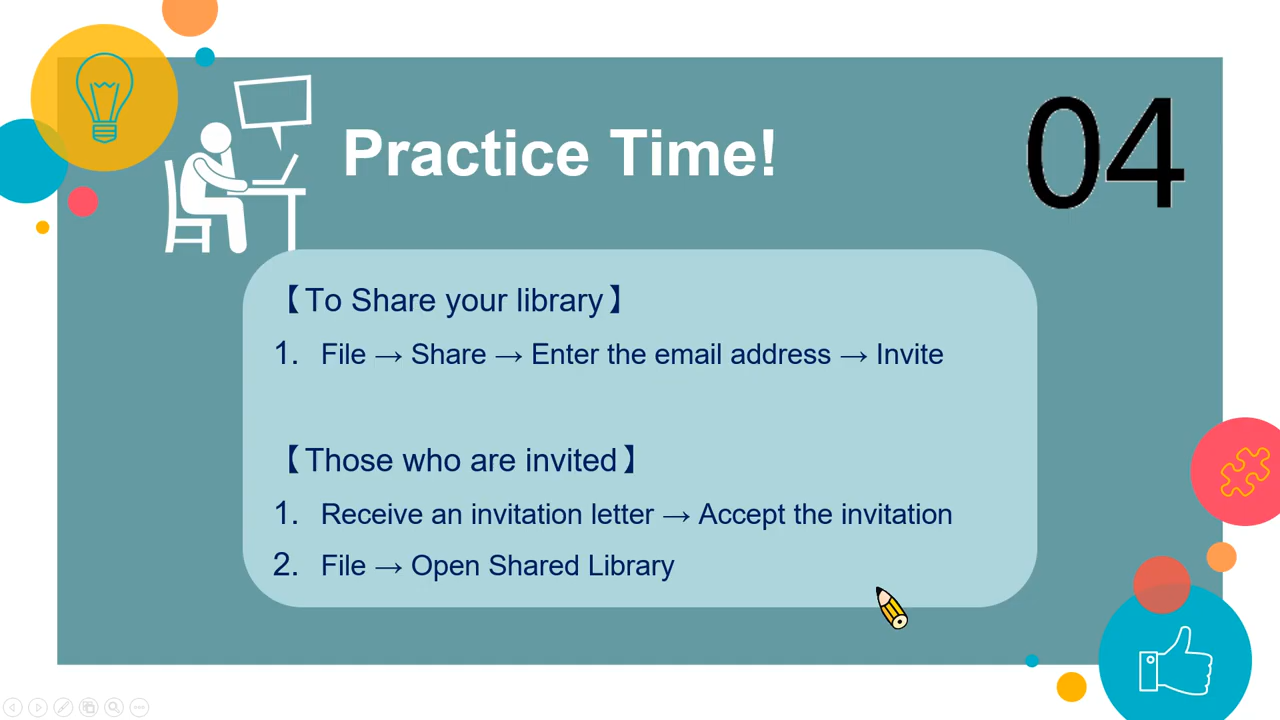 Practice Time!
04
【To Share your library】
1. File → Share → Enter the email address → Invite
【Those who are invited】
1. Receive an invitation letter → Accept the invitation
2. File → Open Shared Library